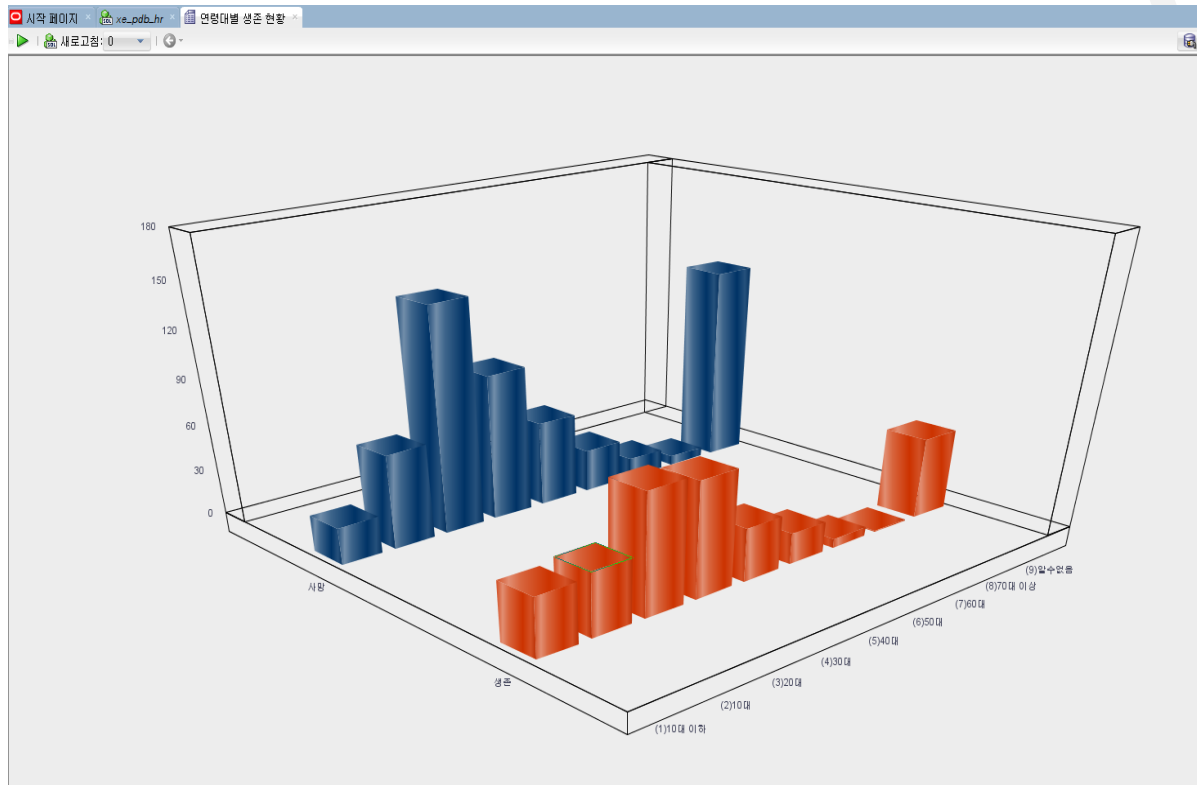 시작 페이지 xe_pdb_hr 연령대별 생존 현황
새로고침: 0
180
150
120
90
60
30
0
사망
생존
(1)10대 이하
(2)10대
(3)20대
(4)30대
(5)40대
(6)50대
(7)60대
(8)70대 이상
(9)알수없음